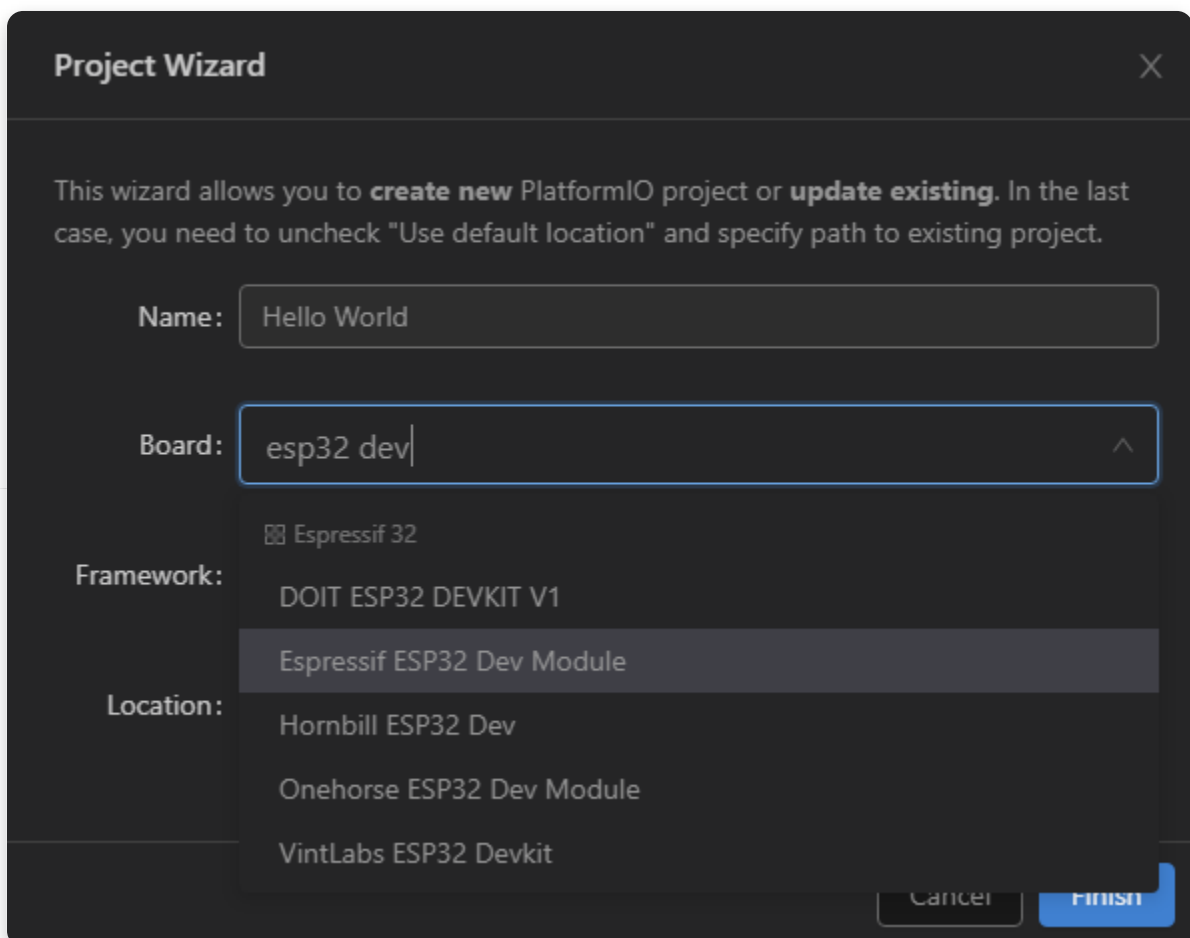 Project Wizard
This wizard allows you to create new PlatformIO project or update existing. In the last
case, you need to uncheck "Use default location" and specify path to existing project.
Name:
Hello World
Board:
esp32 dev
Espressif 32
Framework:
DOIT ESP32 DEVKIT V1
Espressif ESP32 Dev Module
Location:
Hornbill ESP32 Dev
Onehorse ESP32 Dev Module
VintLabs ESP32 Devkit
Cancel
Finish